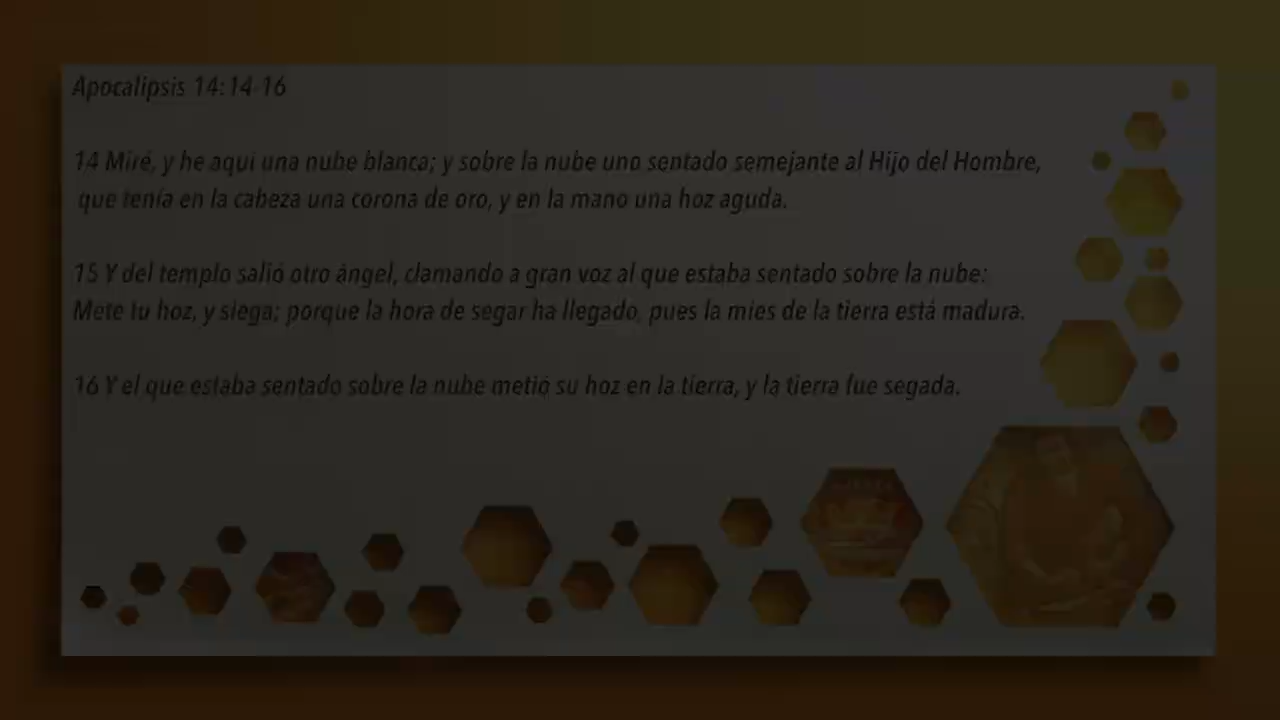 Apocalipsis 14:14-16
14 Miré, y he aquí una nube blanca; y sobre la nube uno sentado semejante al Hijo del Hombre,
que tenía en la cabeza una corona de oro, y en la mano una hoz aguda.
15 Y del templo salió otro ángel, clamando a gran voz al que estaba sentado sobre la nube:
Mete tu hoz, y siega; porque la hora de segar ha llegado, pues la mies de la tierra está madura.
16 Y el que estaba sentado sobre la nube metió su hoz en la tierra, y la tierra fue segada.